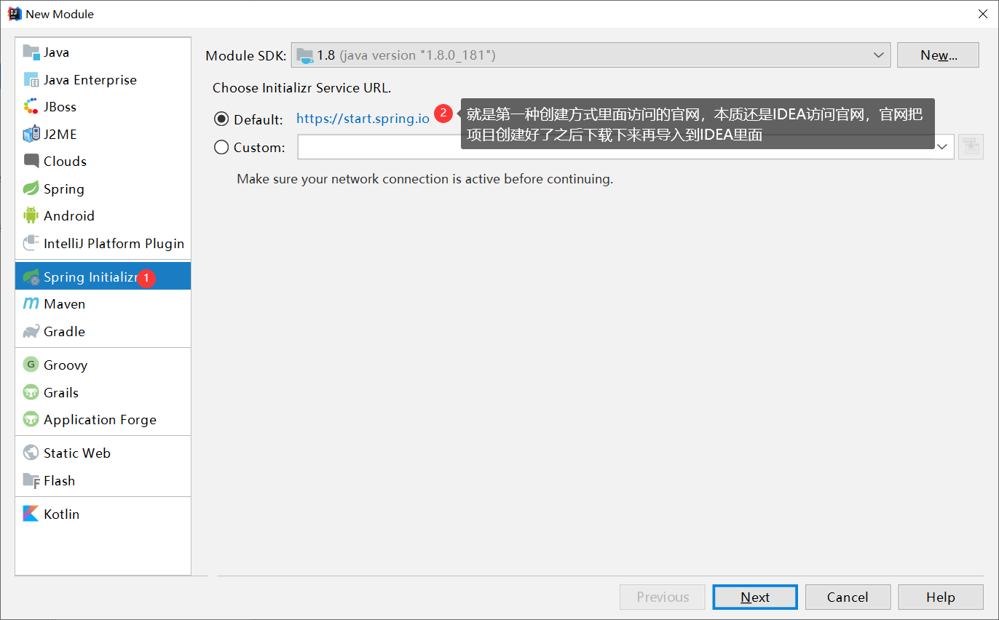 New Module
Java
Java Enterprise
JBoss
J2ME
Clouds
Spring
Android
IntelliJ Platform Plugin
Spring Initializr
1
Maven
Gradle
Groovy
Grails
Application Forge
Static Web
Flash
Kotlin
Module SDK: 1.8 (java version "1.8.0_181") New...
Choose Initializr Service URL.
Default: https://start.spring.io 2
就是第一种创建方式里面访问的官网，本质还是IDEA访问官网，官网把
项目创建好了之后下载下来再导入到IDEA里面
Custom:
Make sure your network connection is active before continuing.
Previous Next Cancel Help